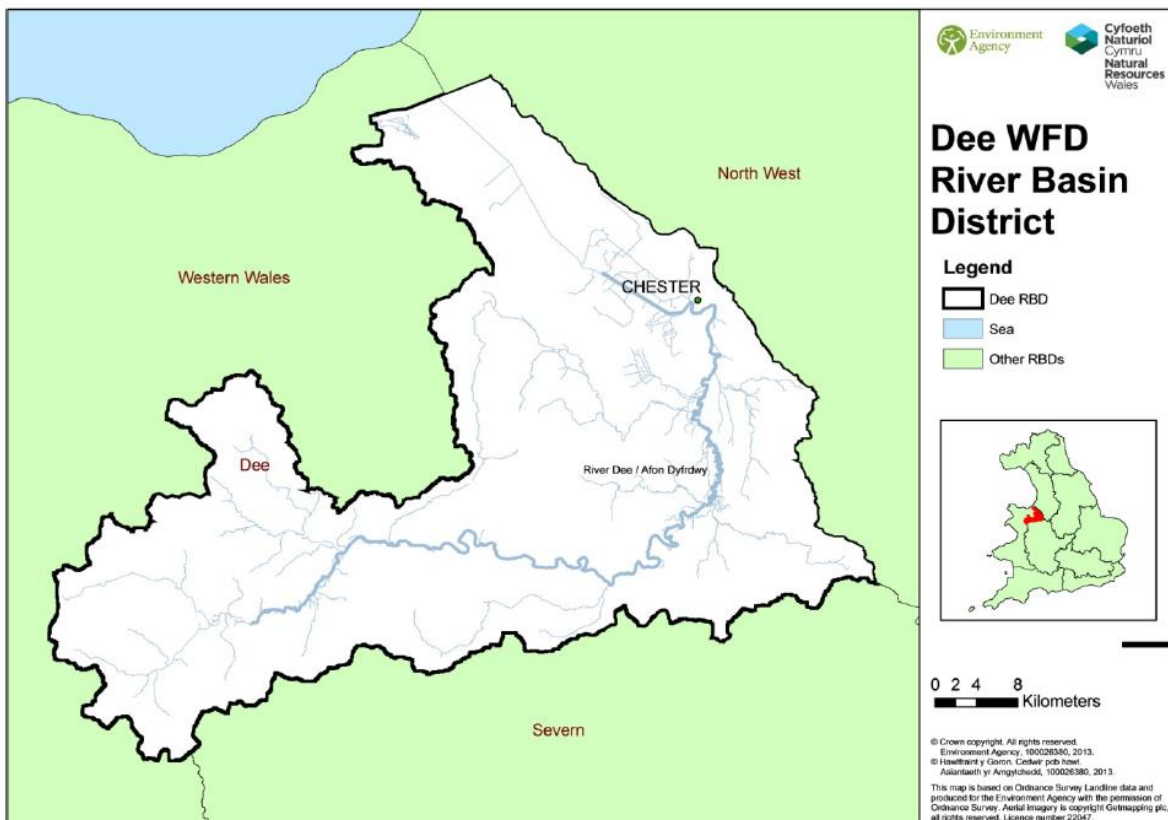 Environment
Agency
Cyfoeth
Naturiol
Cymru
Natural
Resources
Wales
Dee WFD
River Basin
District
Legend
Dee RBD
Sea
Other RBDs
North West
Western Wales
CHESTER
Dee
River Dee / Afon Dyfrdwy
Severn
0 2 4 8
Kilometers
© Crown copyright. All rights reserved.
Environment Agency, 100026380, 2013.
© Hawlfraint y Goron. Cedwir pob hawl.
Asiantaeth yr Amgylchedd, 100026380, 2013.
This map is based on Ordnance Survey Landline data and
produced for the Environment Agency with the permission of
Ordnance Survey. Aerial imagery is copyright Getmapping plc,
all rights reserved. Licence number 22047.